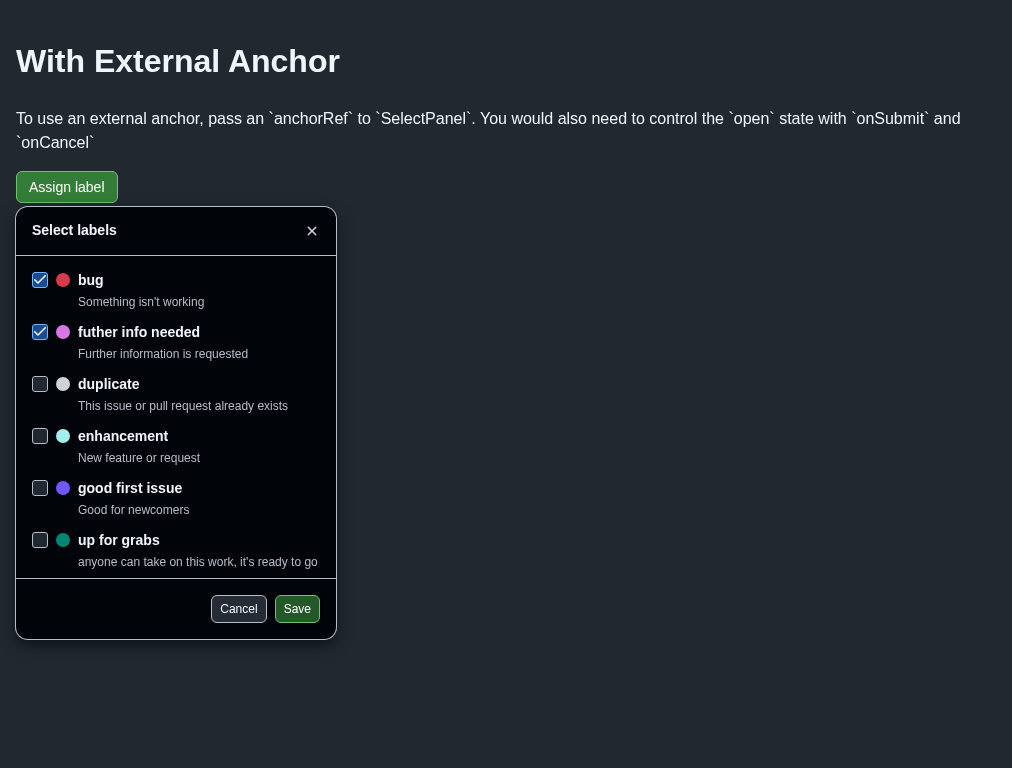 With External Anchor
To use an external anchor, pass an `anchorRef` to `SelectPanel`. You would also need to control the `open` state with `onSubmit` and
`onCancel`
Assign label
Select labels
bug
Something isn't working
futher info needed
Further information is requested
duplicate
This issue or pull request already exists
enhancement
New feature or request
good first issue
Good for newcomers
up for grabs
anyone can take on this work, it's ready to go
Cancel Save